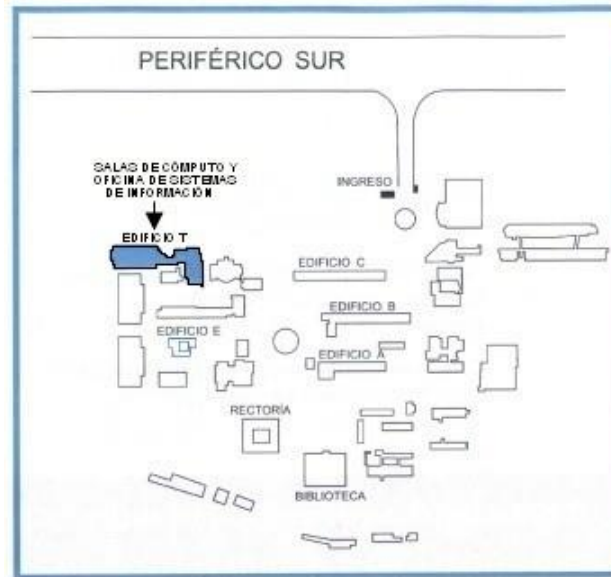 PERIFÉRICO SUR
SALAS DE CÓMPUTO Y
OFICINA DE SISTEMAS
DE INFORMACIÓN
INGRESO
EDIFICIO T
EDIFICIO C
EDIFICIO B
EDIFICIO E
EDIFICIO A
RECTORÍA
BIBLIOTECA